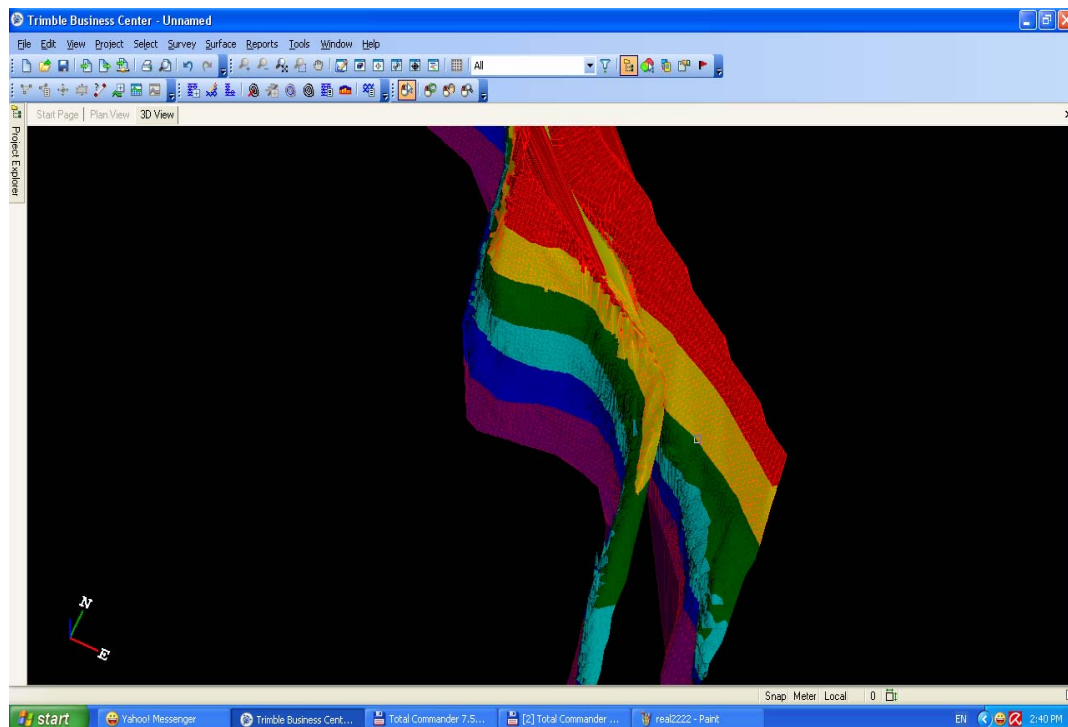 Trimble Business Center - Unnamed
File Edit View Project Select Survey Surface Reports Tools Window Help
All
Start Page Plan View 3D View
Project Explorer
N
E
Snap Meter Local 0
start Yahoo! Messenger Trimble Business Cent... Total Commander 7.5... [2] Total Commander ... real2222 - Paint EN 2:40 PM